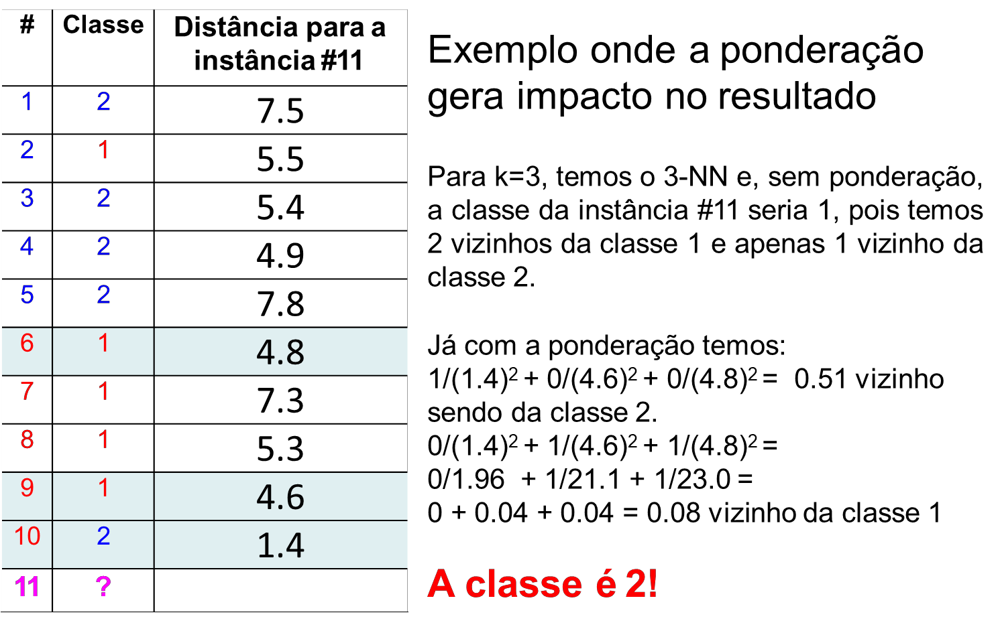 # Classe Distância para a
instância #11
1 2 7.5
2 1 5.5
3 2 5.4
4 2 4.9
5 2 7.8
6 1 4.8
7 1 7.3
8 1 5.3
9 1 4.6
10 2 1.4
11 ?
Exemplo onde a ponderação
gera impacto no resultado
Para k=3, temos o 3-NN e, sem ponderação,
a classe da instância #11 seria 1, pois temos
2 vizinhos da classe 1 e apenas 1 vizinho da
classe 2.
Já com a ponderação temos:
1/(1.4)² + 0/(4.6)² + 0/(4.8)² = 0.51 vizinho
sendo da classe 2.
0/(1.4)² + 1/(4.6)² + 1/(4.8)² =
0/1.96 + 1/21.1 + 1/23.0 =
0 + 0.04 + 0.04 = 0.08 vizinho da classe 1
A classe é 2!